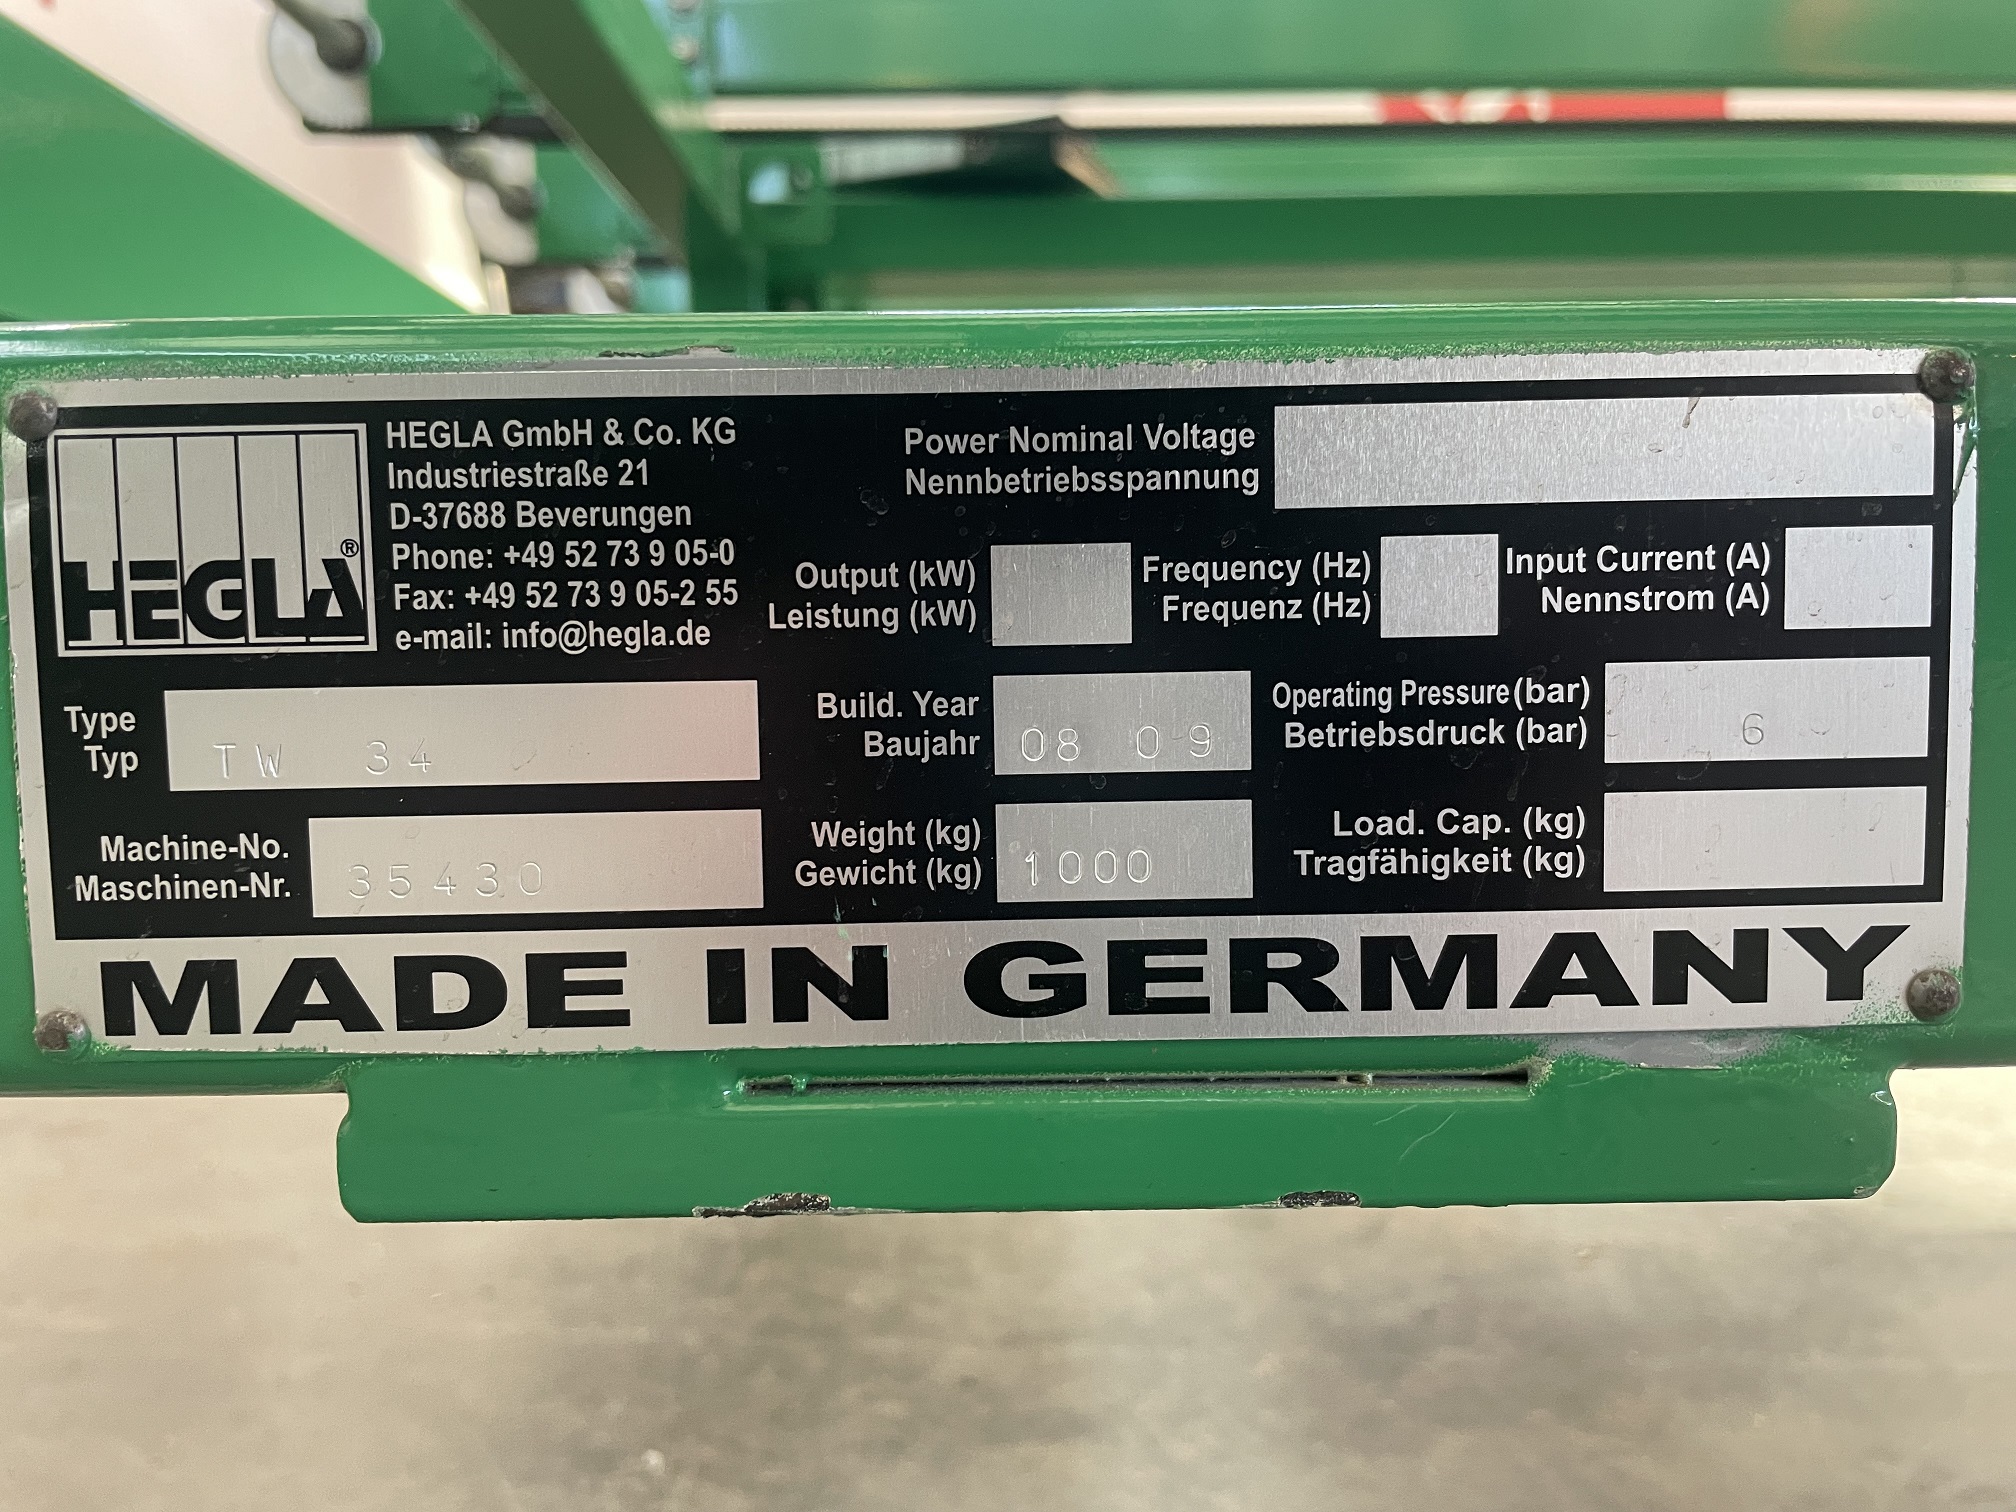 HEGLA®
HEGLA GmbH & Co. KG
Industriestraße 21
D-37688 Beverungen
Phone: +49 52 73 9 05-0
Fax: +49 52 73 9 05-2 55
e-mail: info@hegla.de
Power Nominal Voltage
Nennbetriebsspannung
Output (kW)
Leistung (kW)
Frequency (Hz)
Frequenz (Hz)
Input Current (A)
Nennstrom (A)
Type
Typ
TW 34
Build. Year
Baujahr
08 09
Operating Pressure (bar)
Betriebsdruck (bar)
6
Machine-No.
Maschinen-Nr.
35430
Weight (kg)
Gewicht (kg)
1000
Load. Cap. (kg)
Tragfähigkeit (kg)
MADE IN GERMANY